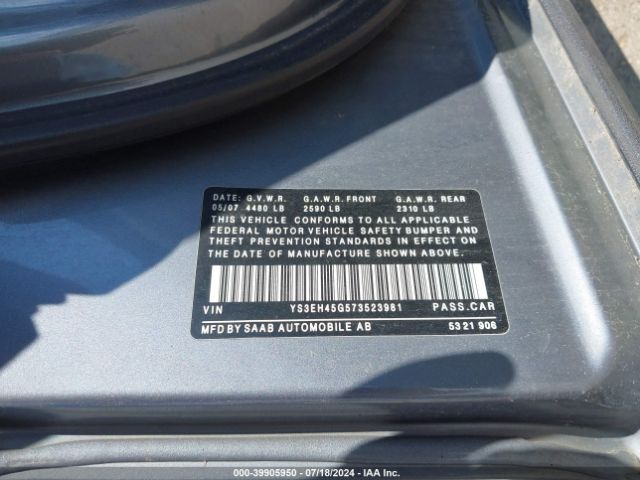 DATE: G.V.W.R. G.A.W.R. FRONT G.A.W.R. REAR
05/07 4480 LB 2590 LB 2310 LB
THIS VEHICLE CONFORMS TO ALL APPLICABLE
FEDERAL MOTOR VEHICLE SAFETY BUMPER AND
THEFT PREVENTION STANDARDS IN EFFECT ON
THE DATE OF MANUFACTURE SHOWN ABOVE.
VIN YS3EH45G573523981 PASS.CAR
MFD BY SAAB AUTOMOBILE AB 5321906
000-39905950 - 07/18/2024 - IAA Inc.